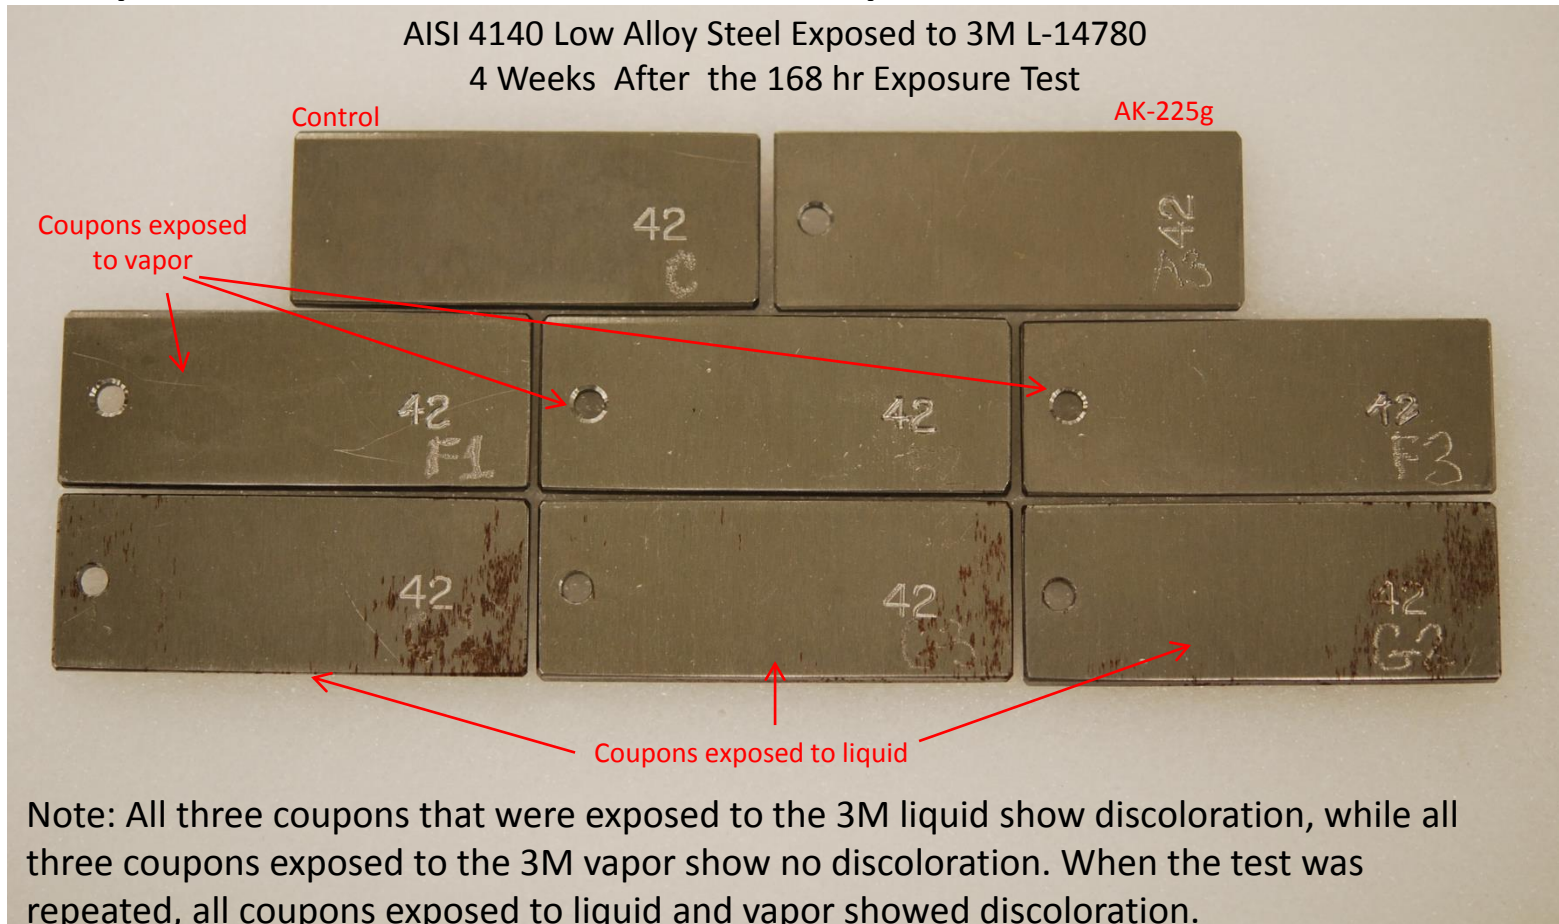 AISI 4140 Low Alloy Steel Exposed to 3M L-14780
4 Weeks After the 168 hr Exposure Test
Control
AK-225g
Coupons exposed
to vapor
42
C
42
A3
42
F1
42
42
F3
42
42
G3
42
G2
Coupons exposed to liquid
Note: All three coupons that were exposed to the 3M liquid show discoloration, while all
three coupons exposed to the 3M vapor show no discoloration. When the test was
repeated, all coupons exposed to liquid and vapor showed discoloration.